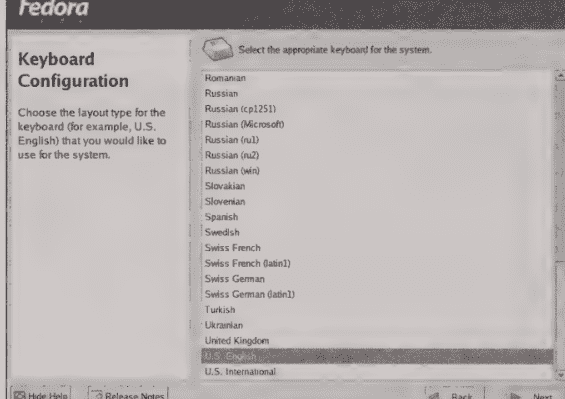 Fedora
Keyboard
Configuration
Choose the layout type for the
keyboard (for example, U.S.
English) that you would like to
use for the system.
Select the appropriate keyboard for the system.
Romanian
Russian
Russian (cp1251)
Russian (Microsoft)
Russian (ru1)
Russian (ru2)
Russian (win)
Slovakian
Slovenian
Spanish
Swedish
Swiss French
Swiss French (latin1)
Swiss German
Swiss German (latin1)
Turkish
Ukrainian
United Kingdom
U.S. English
U.S. International
Hide Help
Release Notes
Back
Next